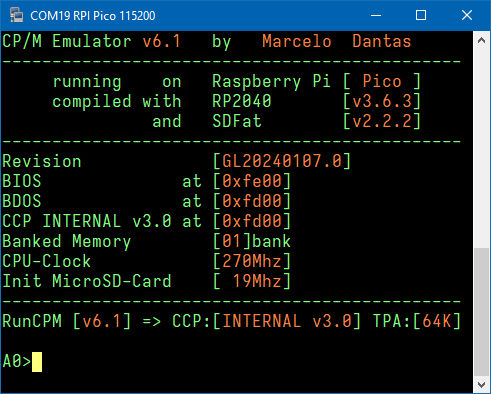 COM19 RPI Pico 115200
CP/M Emulator v6.1   by   Marcelo  Dantas
----------------------------------------------
     running    on   Raspberry Pi [ Pico ]
     compiled with   RP2040       [v3.6.3]
               and   SDFat        [v2.2.2]
----------------------------------------------
Revision             [GL20240107.0]
BIOS              at [0xfe00]
BDOS              at [0xfd00]
CCP INTERNAL v3.0 at [0xfd00]
Banked Memory        [01]bank
CPU-Clock            [270Mhz]
Init MicroSD-Card    [ 19Mhz]
----------------------------------------------
RunCPM [v6.1] => CCP:[INTERNAL v3.0] TPA:[64K]
A0>